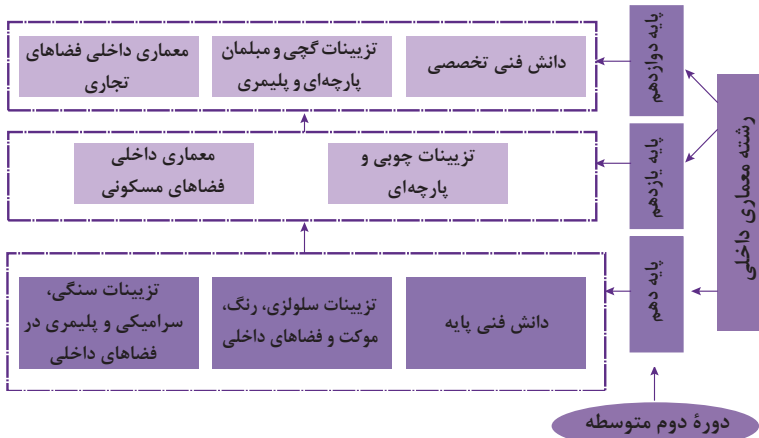 رشته معماری داخلی
پایه دوازدهم
دانش فنی تخصصی
تزیینات گچی و مبلمان
پارچه‌ای و پلیمری
معماری داخلی فضاهای
تجاری
پایه یازدهم
تزیینات چوبی و
پارچه‌ای
معماری داخلی
فضاهای مسکونی
پایه دهم
دانش فنی پایه
تزیینات سلولزی، رنگ،
موکت و فضاهای داخلی
تزیینات سنگی،
سرامیکی و پلیمری در
فضاهای داخلی
دورهٔ دوم متوسطه